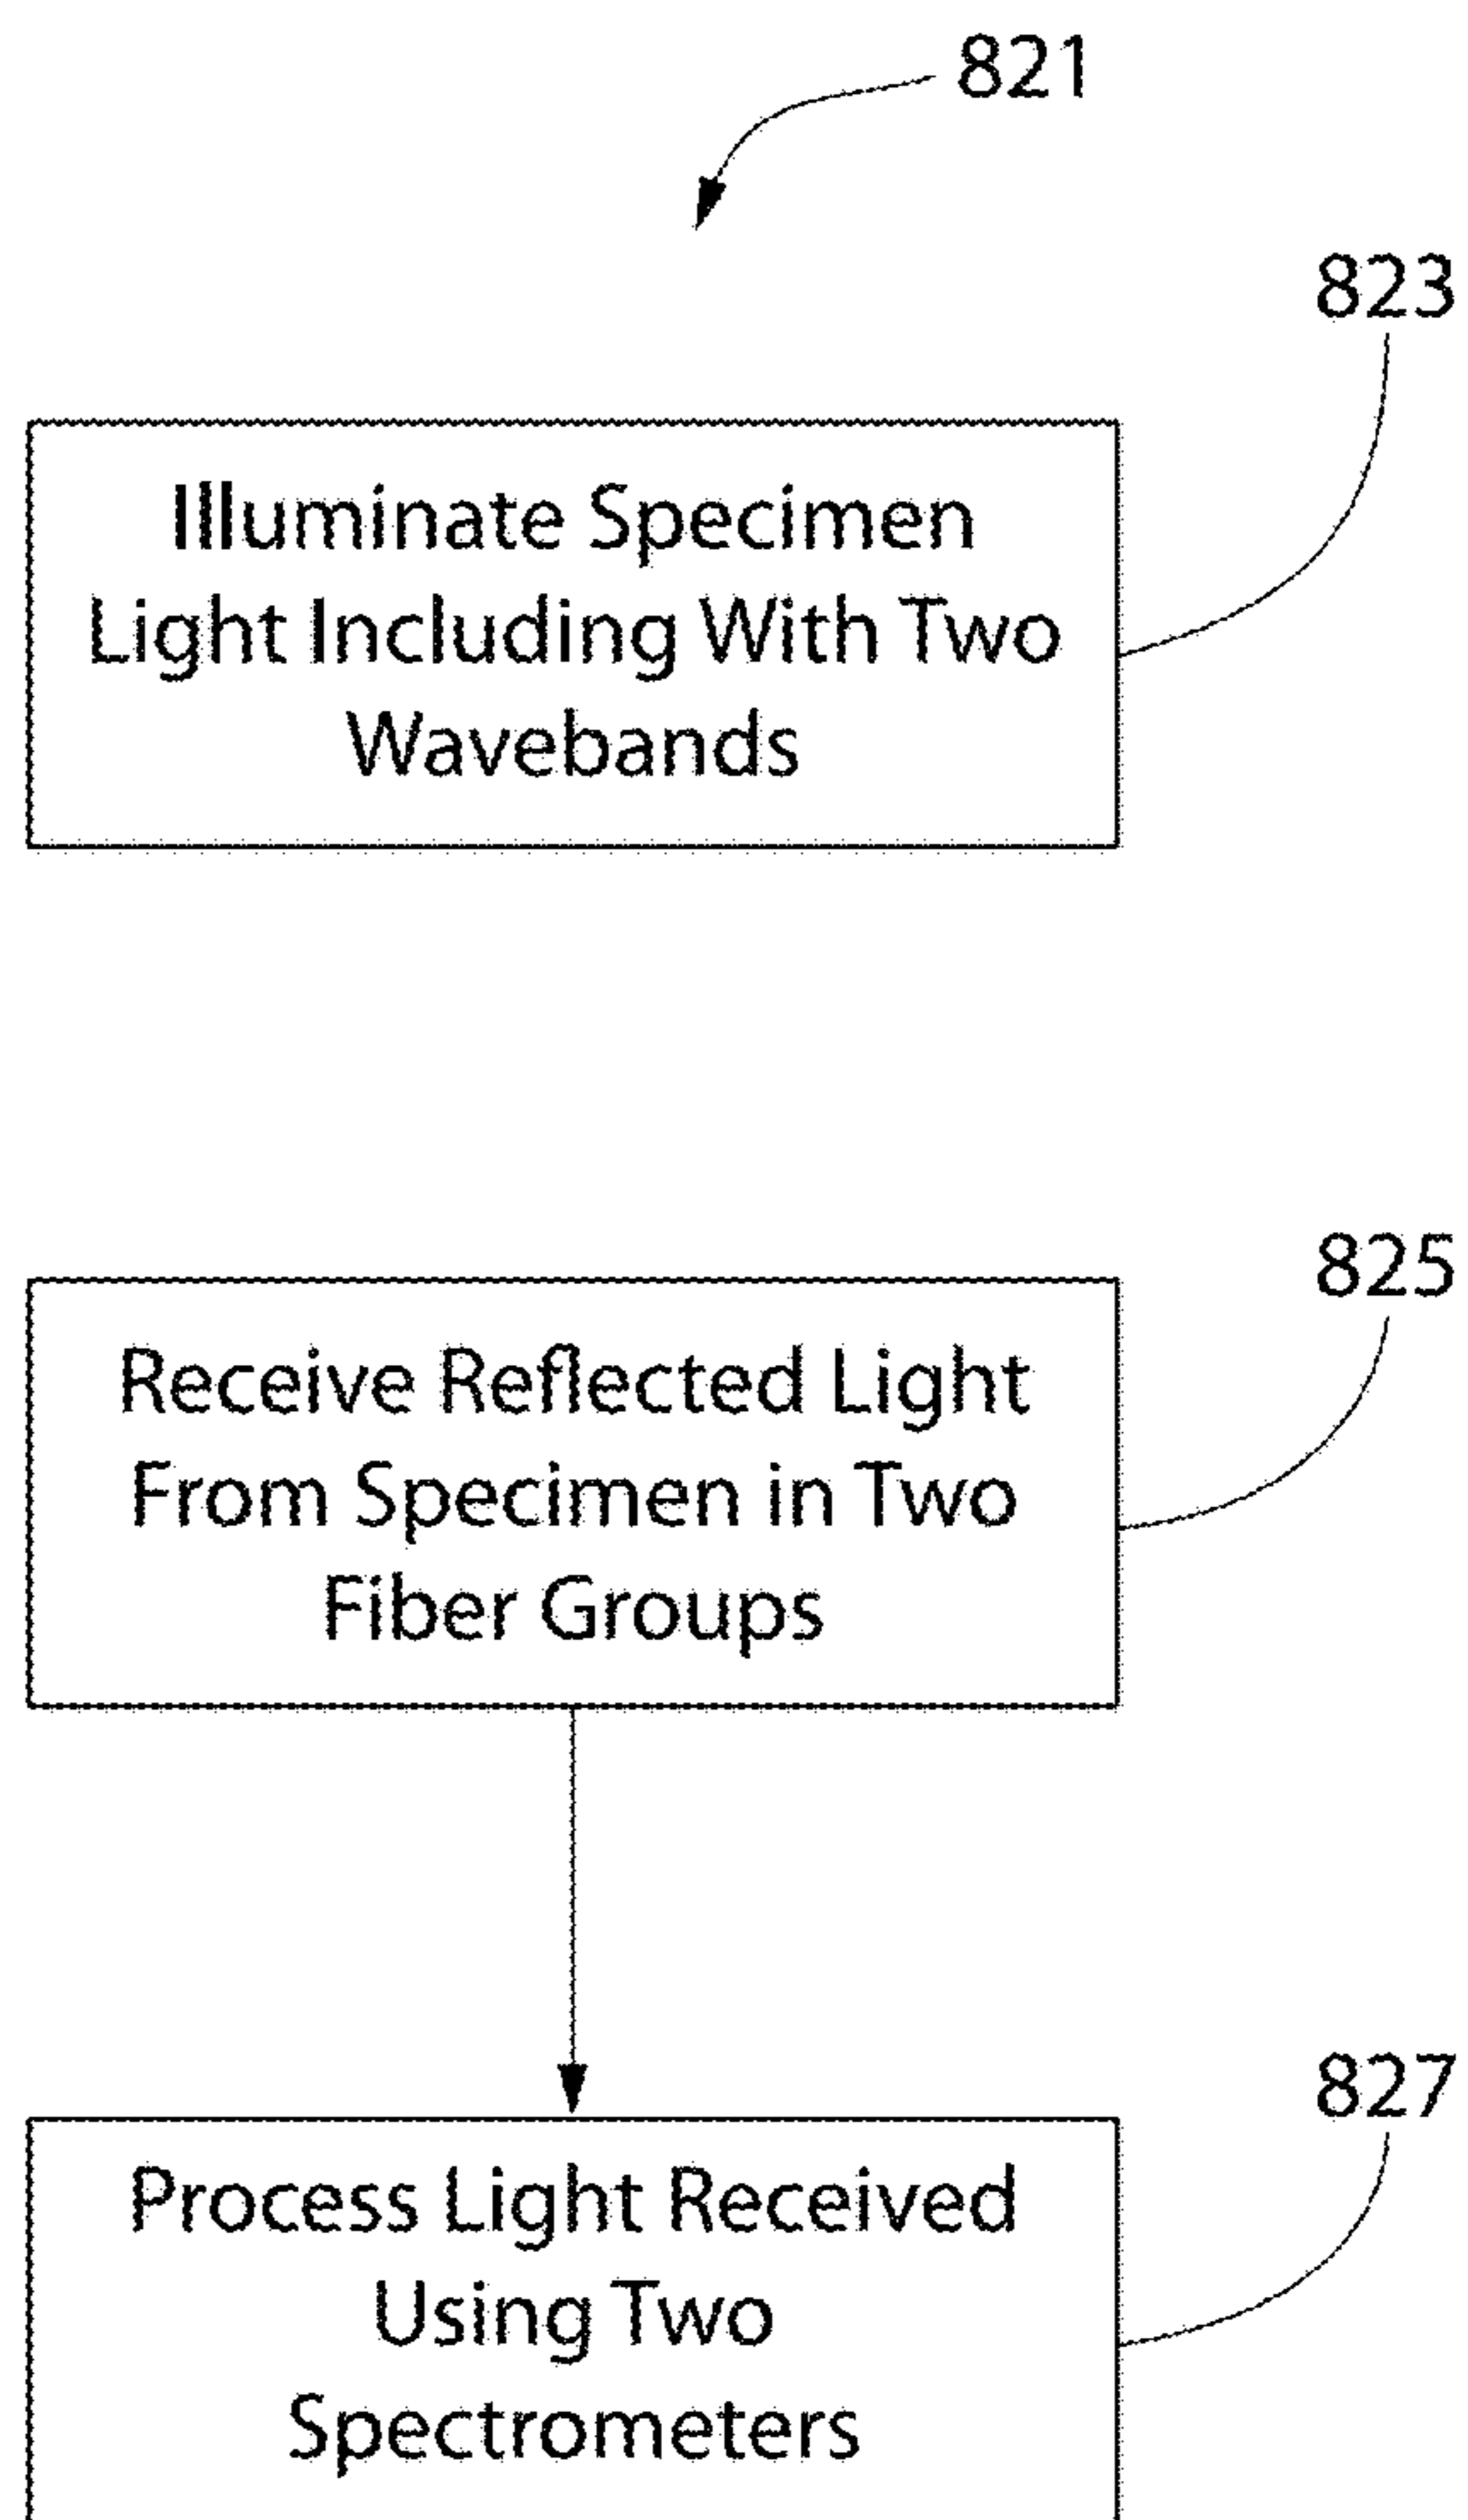 821
823
Illuminate Specimen
Light Including With Two
Wavebands
825
Receive Reflected Light
From Specimen in Two
Fiber Groups
827
Process Light Received
Using Two
Spectrometers